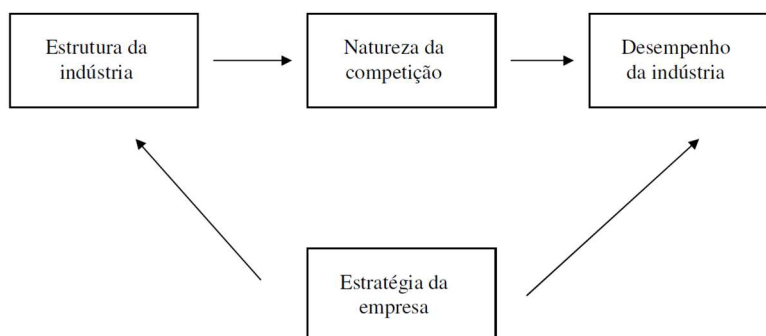 Estrutura da
indústria
Natureza da
competição
Desempenho
da indústria
Estratégia da
empresa